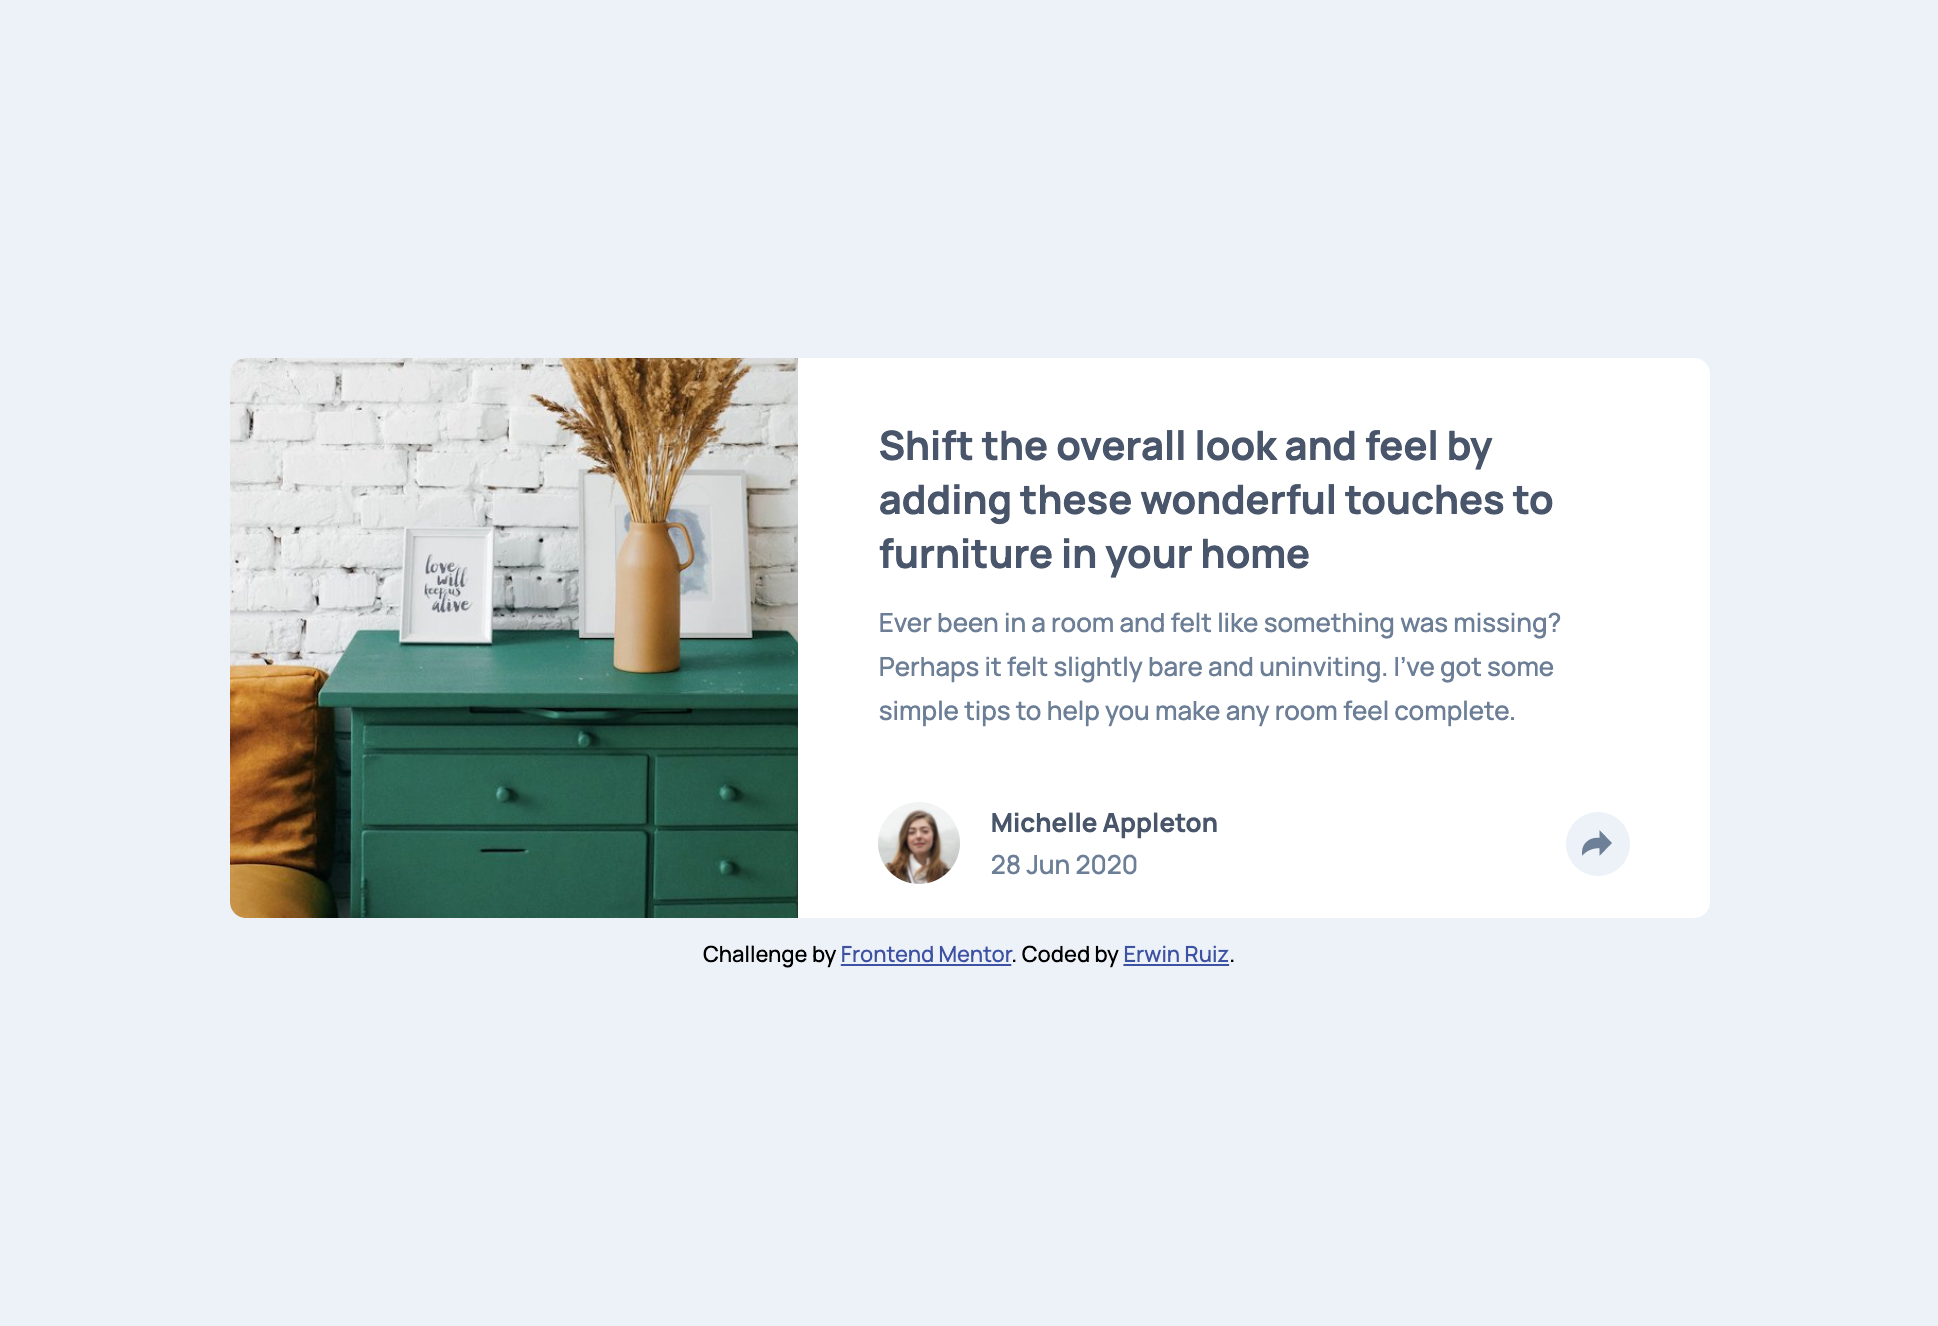 love
will
keep us
alive
Shift the overall look and feel by
adding these wonderful touches to
furniture in your home
Ever been in a room and felt like something was missing?
Perhaps it felt slightly bare and uninviting. I’ve got some
simple tips to help you make any room feel complete.
Michelle Appleton
28 Jun 2020
Challenge by Frontend Mentor. Coded by Erwin Ruiz.